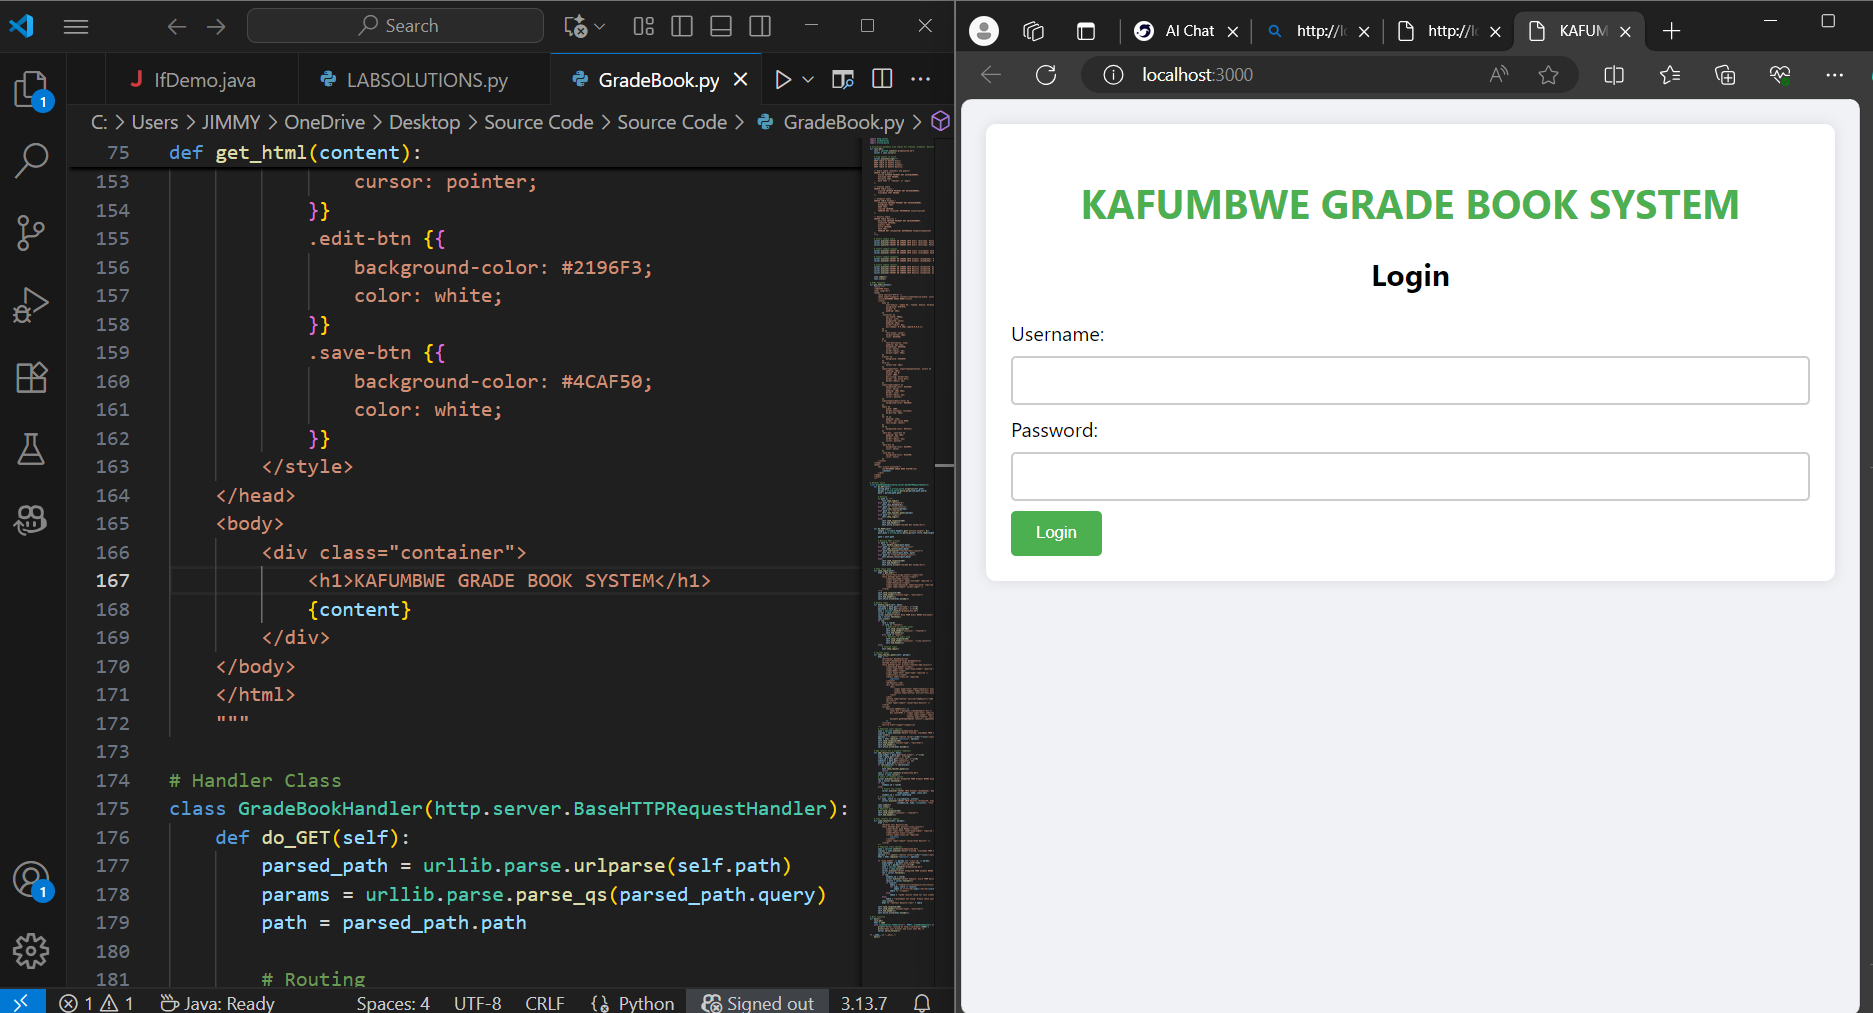 Search
IfDemo.java
LABSOLUTIONS.py
GradeBook.py
C: > Users > JIMMY > OneDrive > Desktop > Source Code > Source Code > GradeBook.py >
75 def get_html(content):
153 cursor: pointer;
154 }}
155 .edit-btn {{
156 background-color: #2196F3;
157 color: white;
158 }}
159 .save-btn {{
160 background-color: #4CAF50;
161 color: white;
162 }}
163 </style>
164 </head>
165 <body>
166 <div class="container">
167 <h1>KAFUMBWE GRADE BOOK SYSTEM</h1>
168 {content}
169 </div>
170 </body>
171 </html>
172 """
173
174 # Handler Class
175 class GradeBookHandler(http.server.BaseHTTPRequestHandler):
176 def do_GET(self):
177 parsed_path = urllib.parse.urlparse(self.path)
178 params = urllib.parse.parse_qs(parsed_path.query)
179 path = parsed_path.path
180
181 # Routing
1
1
1 1 Java: Ready Spaces: 4 UTF-8 CRLF {} Python Signed out 3.13.7
AI Chat
http://lo
http://lo
KAFUM
localhost:3000
KAFUMBWE GRADE BOOK SYSTEM
Login
Username:
Password:
Login